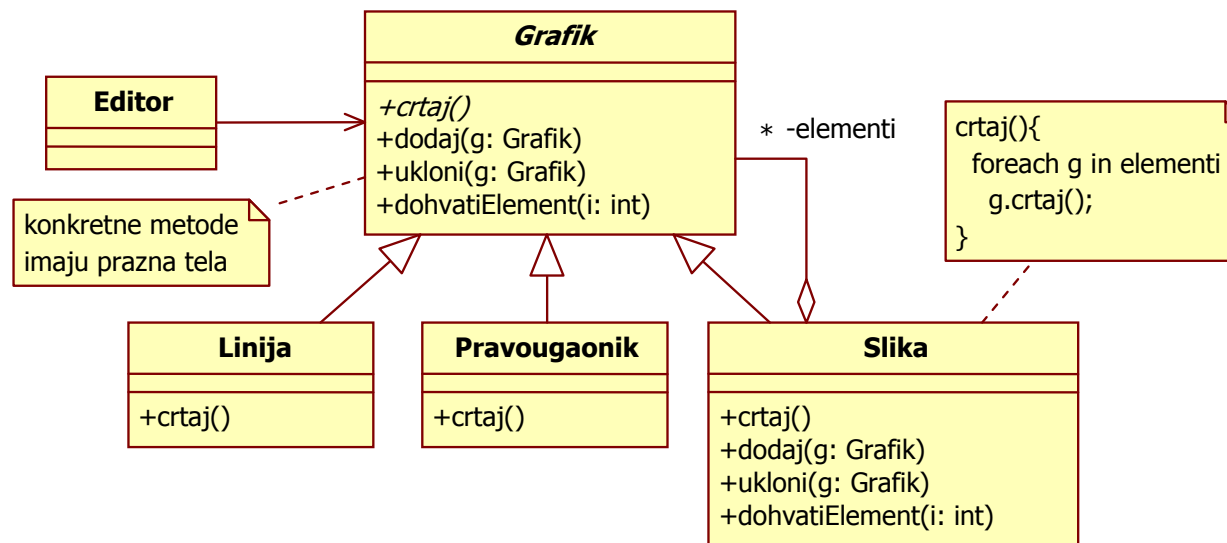 Grafik
+crtaj()
+dodaj(g: Grafik)
+ukloni(g: Grafik)
+dohvatiElement(i: int)
Editor
konkretne metode
imaju prazna tela
* -elementi
crtaj(){
foreach g in elementi
g.crtaj();
}
Linija
+crtaj()
Pravougaonik
+crtaj()
Slika
+crtaj()
+dodaj(g: Grafik)
+ukloni(g: Grafik)
+dohvatiElement(i: int)